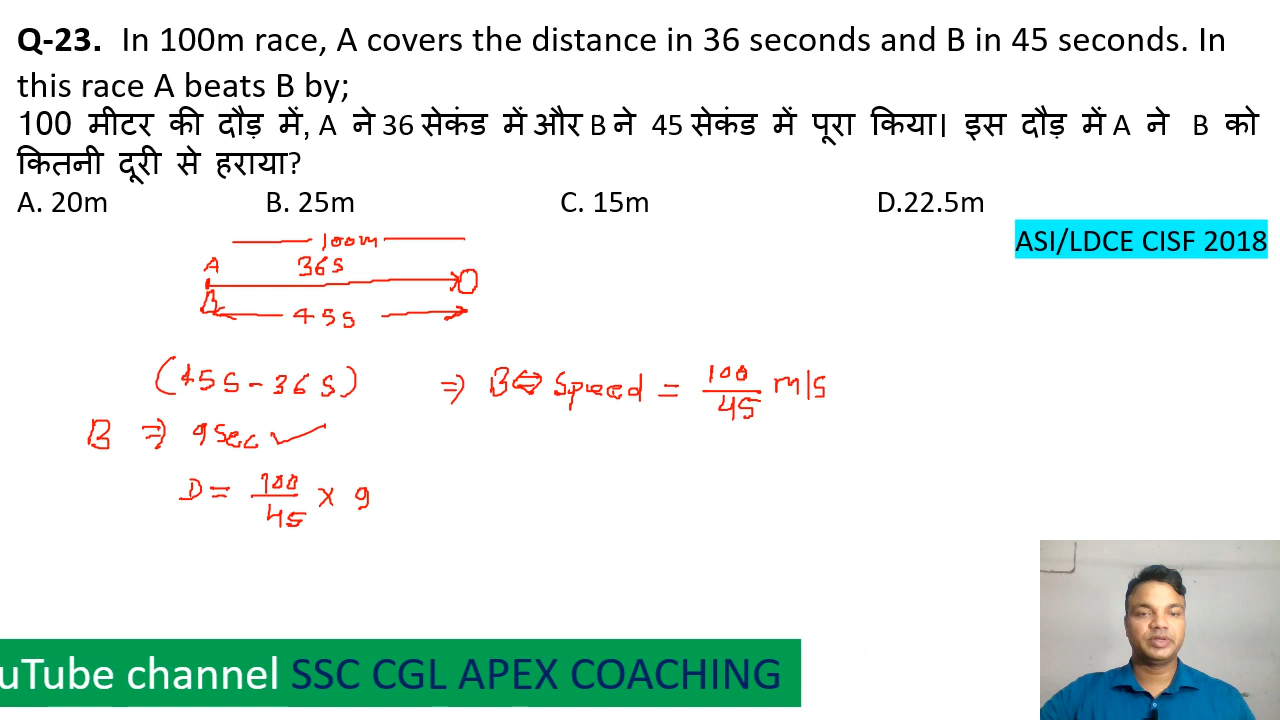 Q-23. In 100m race, A covers the distance in 36 seconds and B in 45 seconds. In
this race A beats B by;
100 मीटर की दौड़ में, A ने 36 सेकंड में और B ने 45 सेकंड में पूरा किया। इस दौड़ में A ने B को
कितनी दूरी से हराया?
A. 20m B. 25m C. 15m D.22.5m
ASI/LDCE CISF 2018
100m
A 36s
B 45s
(45s - 36s) ⇒ B⇔ Speed = 100/45 m/s
B ⇒ 9 sec ✓
D = 100/45 × 9
uTube channel SSC CGL APEX COACHING